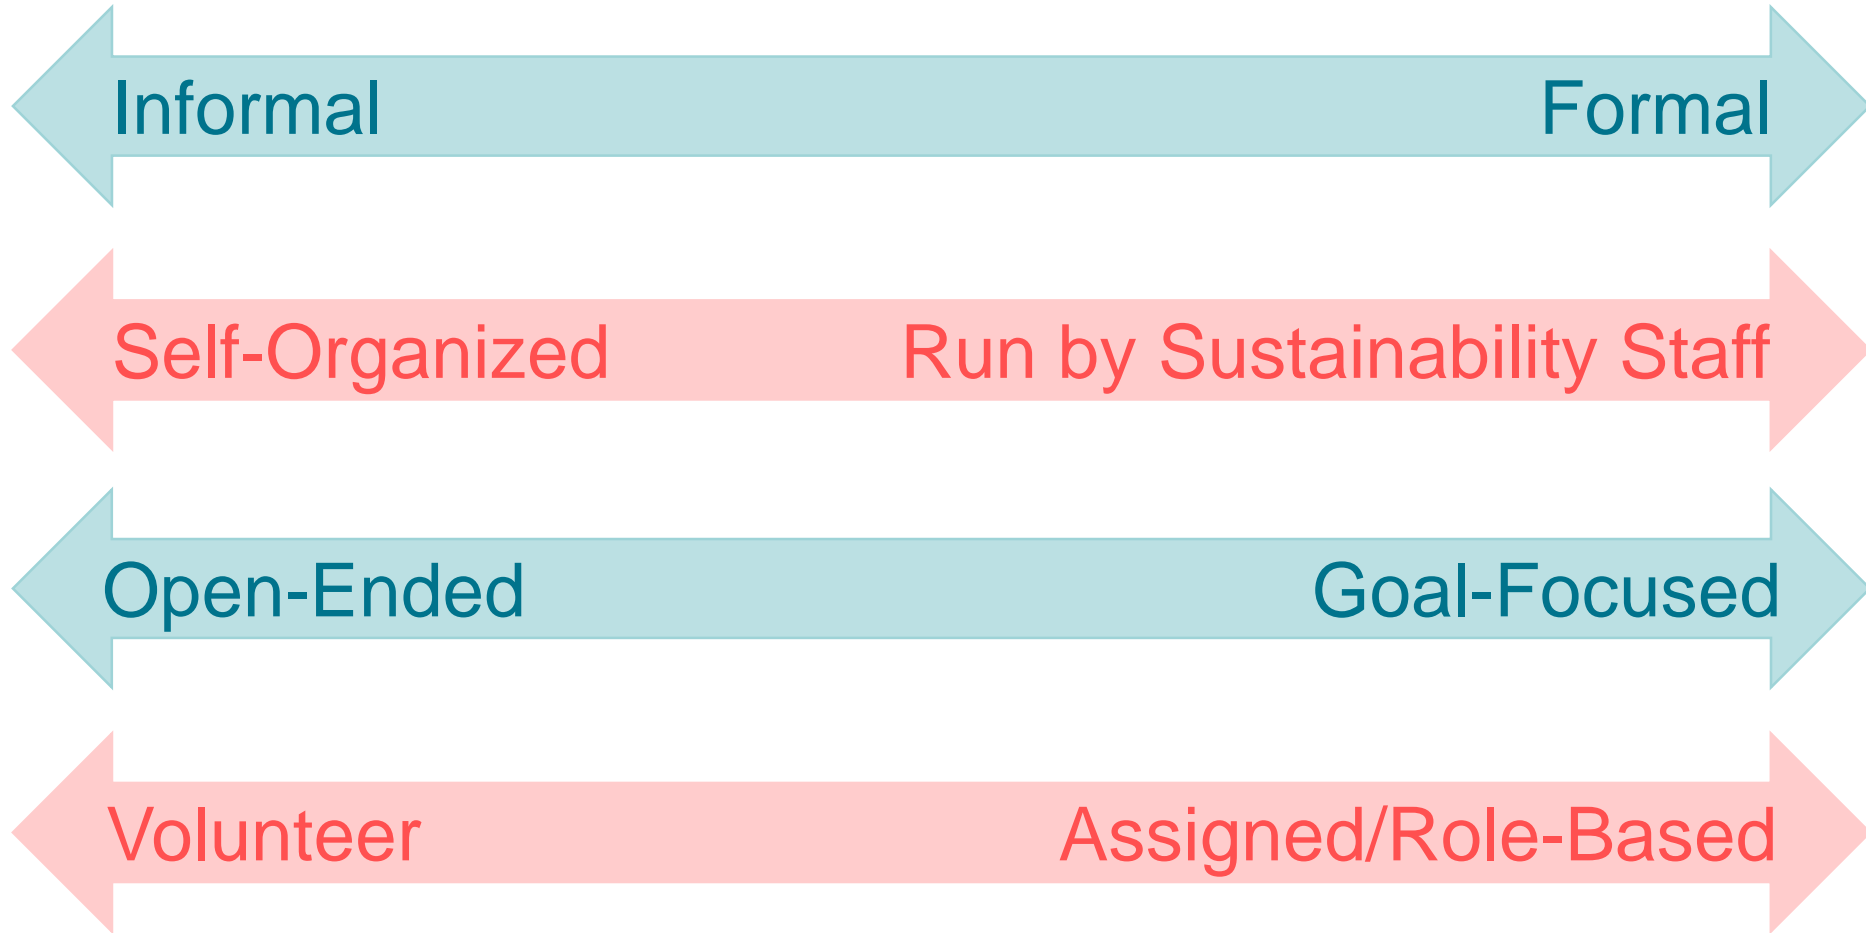 Informal Formal
Self-Organized Run by Sustainability Staff
Open-Ended Goal-Focused
Volunteer Assigned/Role-Based